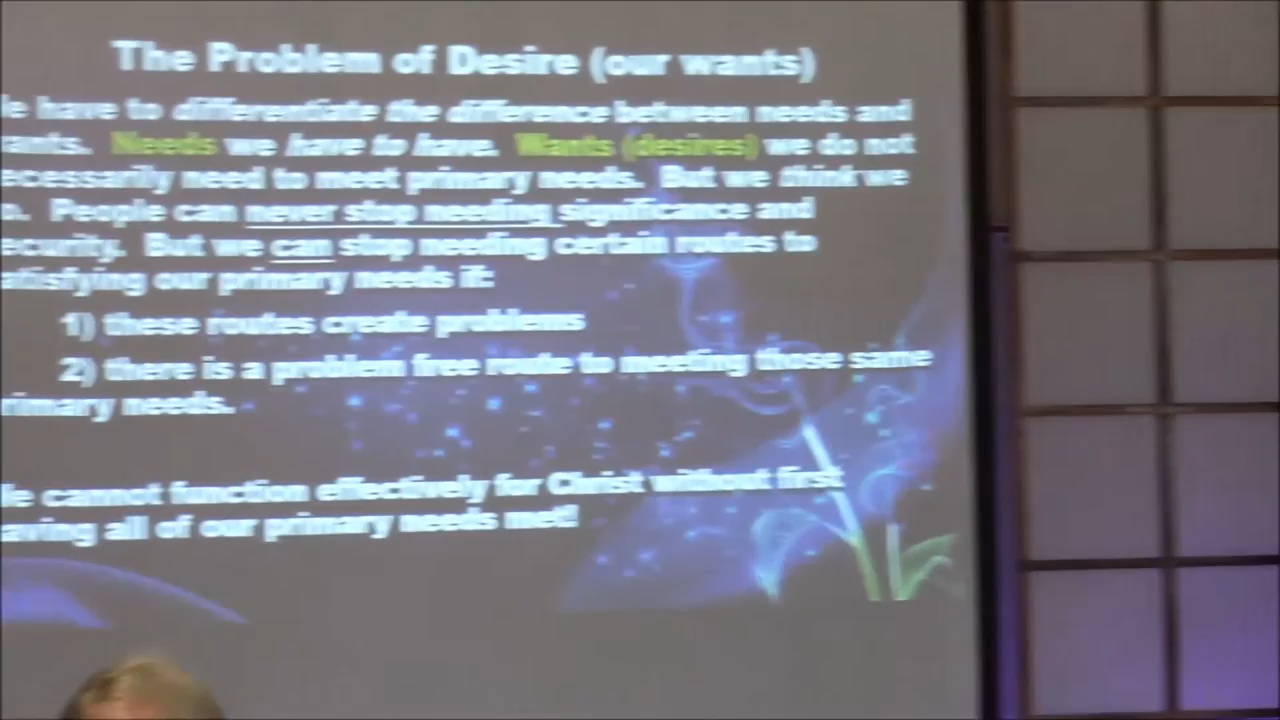 The Problem of Desire (our wants)
e have to differentiate the difference between needs and
ants. Needs we have to have. Wants (desires) we do not
ecessarily need to meet primary needs. But we think we
o. People can never stop needing significance and
ecurity. But we can stop needing certain routes to
atisfying our primary needs if:
1) these routes create problems
2) there is a problem free route to meeting those same
rimary needs.
e cannot function effectively for Christ without first
aving all of our primary needs met!